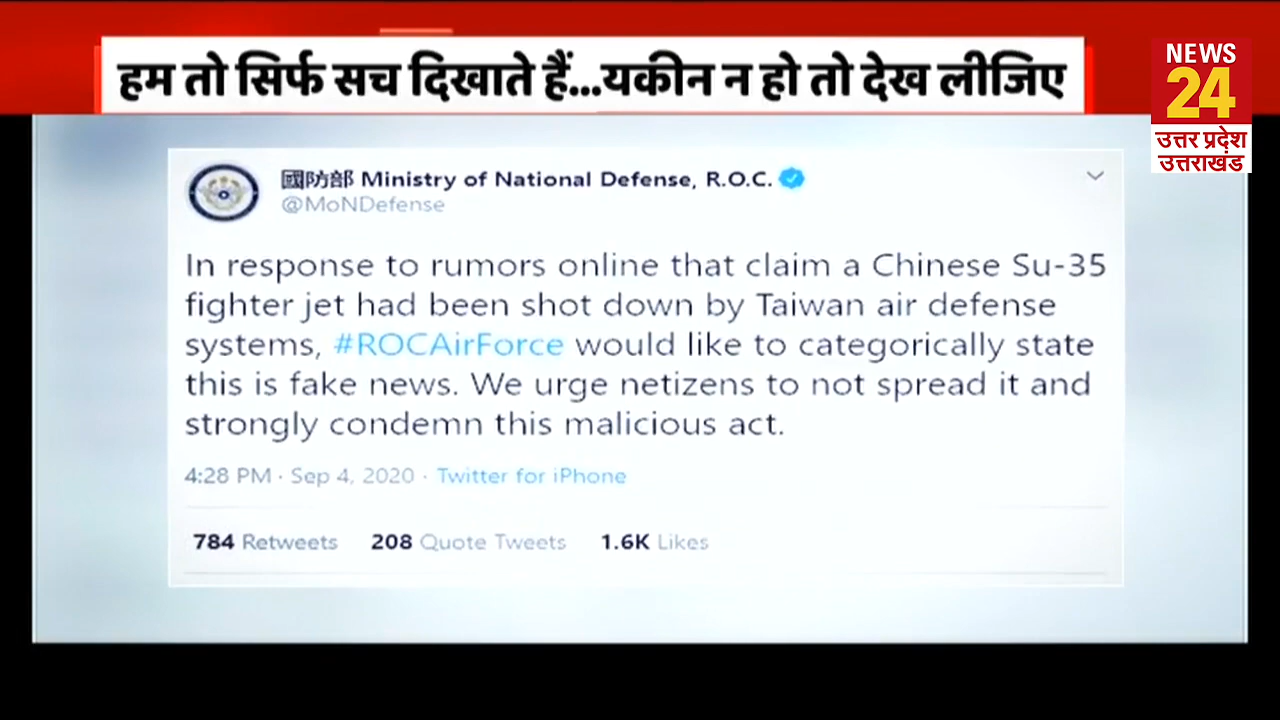 हम तो सिर्फ सच दिखाते हैं...यकीन न हो तो देख लीजिए
NEWS
24
उत्तर प्रदेश
उत्तराखंड
國防部 Ministry of National Defense, R.O.C.
@MoNDefense
In response to rumors online that claim a Chinese Su-35
fighter jet had been shot down by Taiwan air defense
systems, #ROCAirForce would like to categorically state
this is fake news. We urge netizens to not spread it and
strongly condemn this malicious act.
4:28 PM · Sep 4, 2020 · Twitter for iPhone
784 Retweets 208 Quote Tweets 1.6K Likes